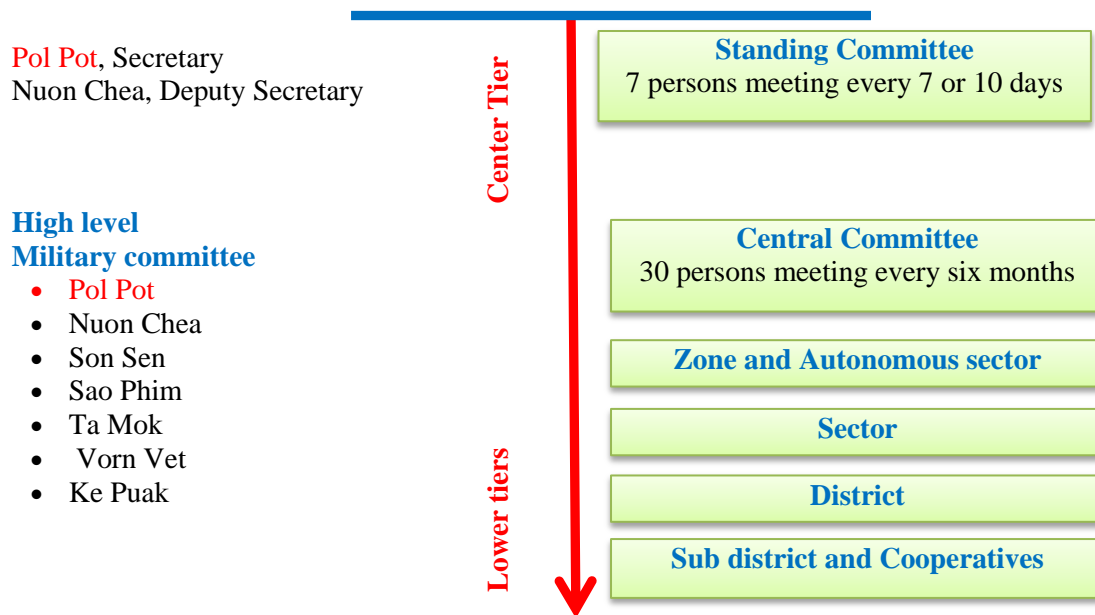 Pol Pot, Secretary
Nuon Chea, Deputy Secretary
High level
Military committee
• Pol Pot
• Nuon Chea
• Son Sen
• Sao Phim
• Ta Mok
• Vorn Vet
• Ke Puak
Center Tier
Lower tiers
Standing Committee
7 persons meeting every 7 or 10 days
Central Committee
30 persons meeting every six months
Zone and Autonomous sector
Sector
District
Sub district and Cooperatives